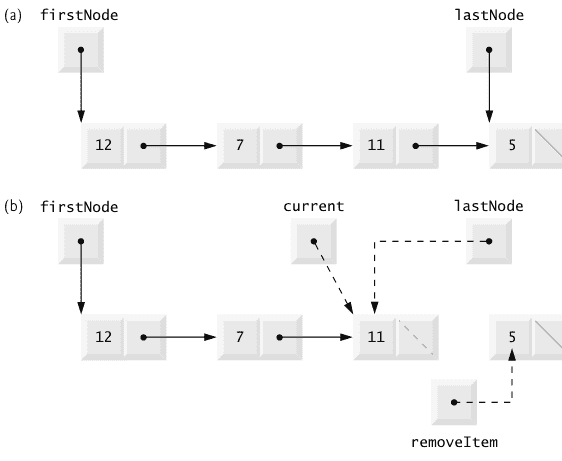 (a) firstNode lastNode
12 7 11 5
(b) firstNode current lastNode
12 7 11 5
removeItem